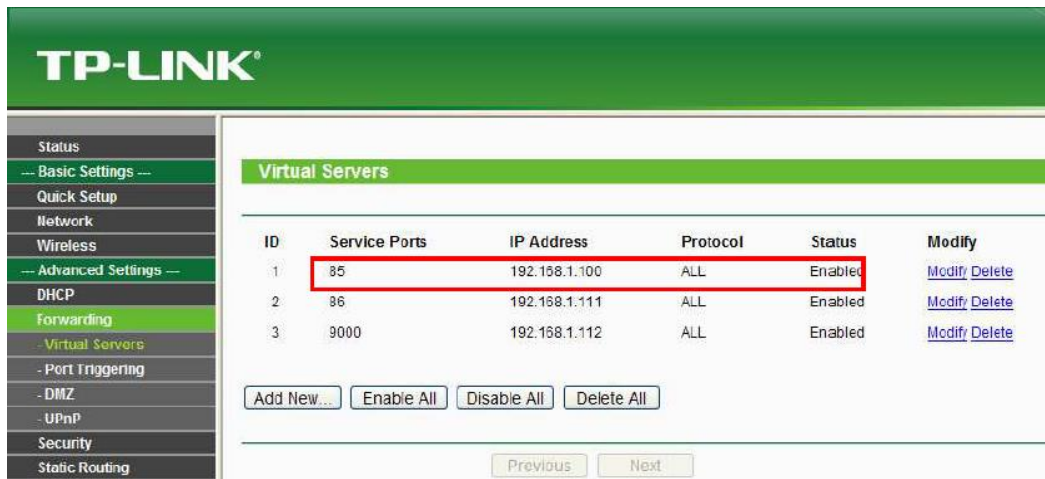 TP-LINK®
Status
--- Basic Settings ---
Quick Setup
Network
Wireless
--- Advanced Settings ---
DHCP
Forwarding
- Virtual Servers
- Port Triggering
- DMZ
- UPnP
Security
Static Routing
Virtual Servers
ID Service Ports IP Address Protocol Status Modify
1 85 192.168.1.100 ALL Enabled Modify Delete
2 86 192.168.1.111 ALL Enabled Modify Delete
3 9000 192.168.1.112 ALL Enabled Modify Delete
Add New... Enable All Disable All Delete All
Previous Next